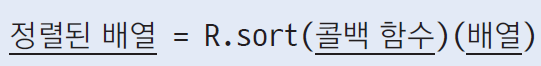 정렬된 배열 = R.sort(콜백 함수)(배열)